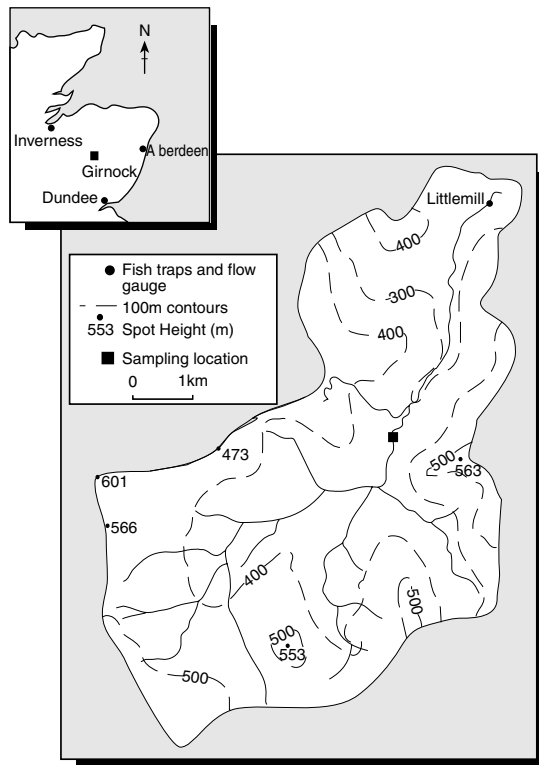 N
Inverness
A berdeen
Girnock
Dundee
Littlemill
Fish traps and flow
gauge
100m contours
553 Spot Height (m)
Sampling location
0 1km
400
300
400
473
500
563
601
566
400
500
500
553
500